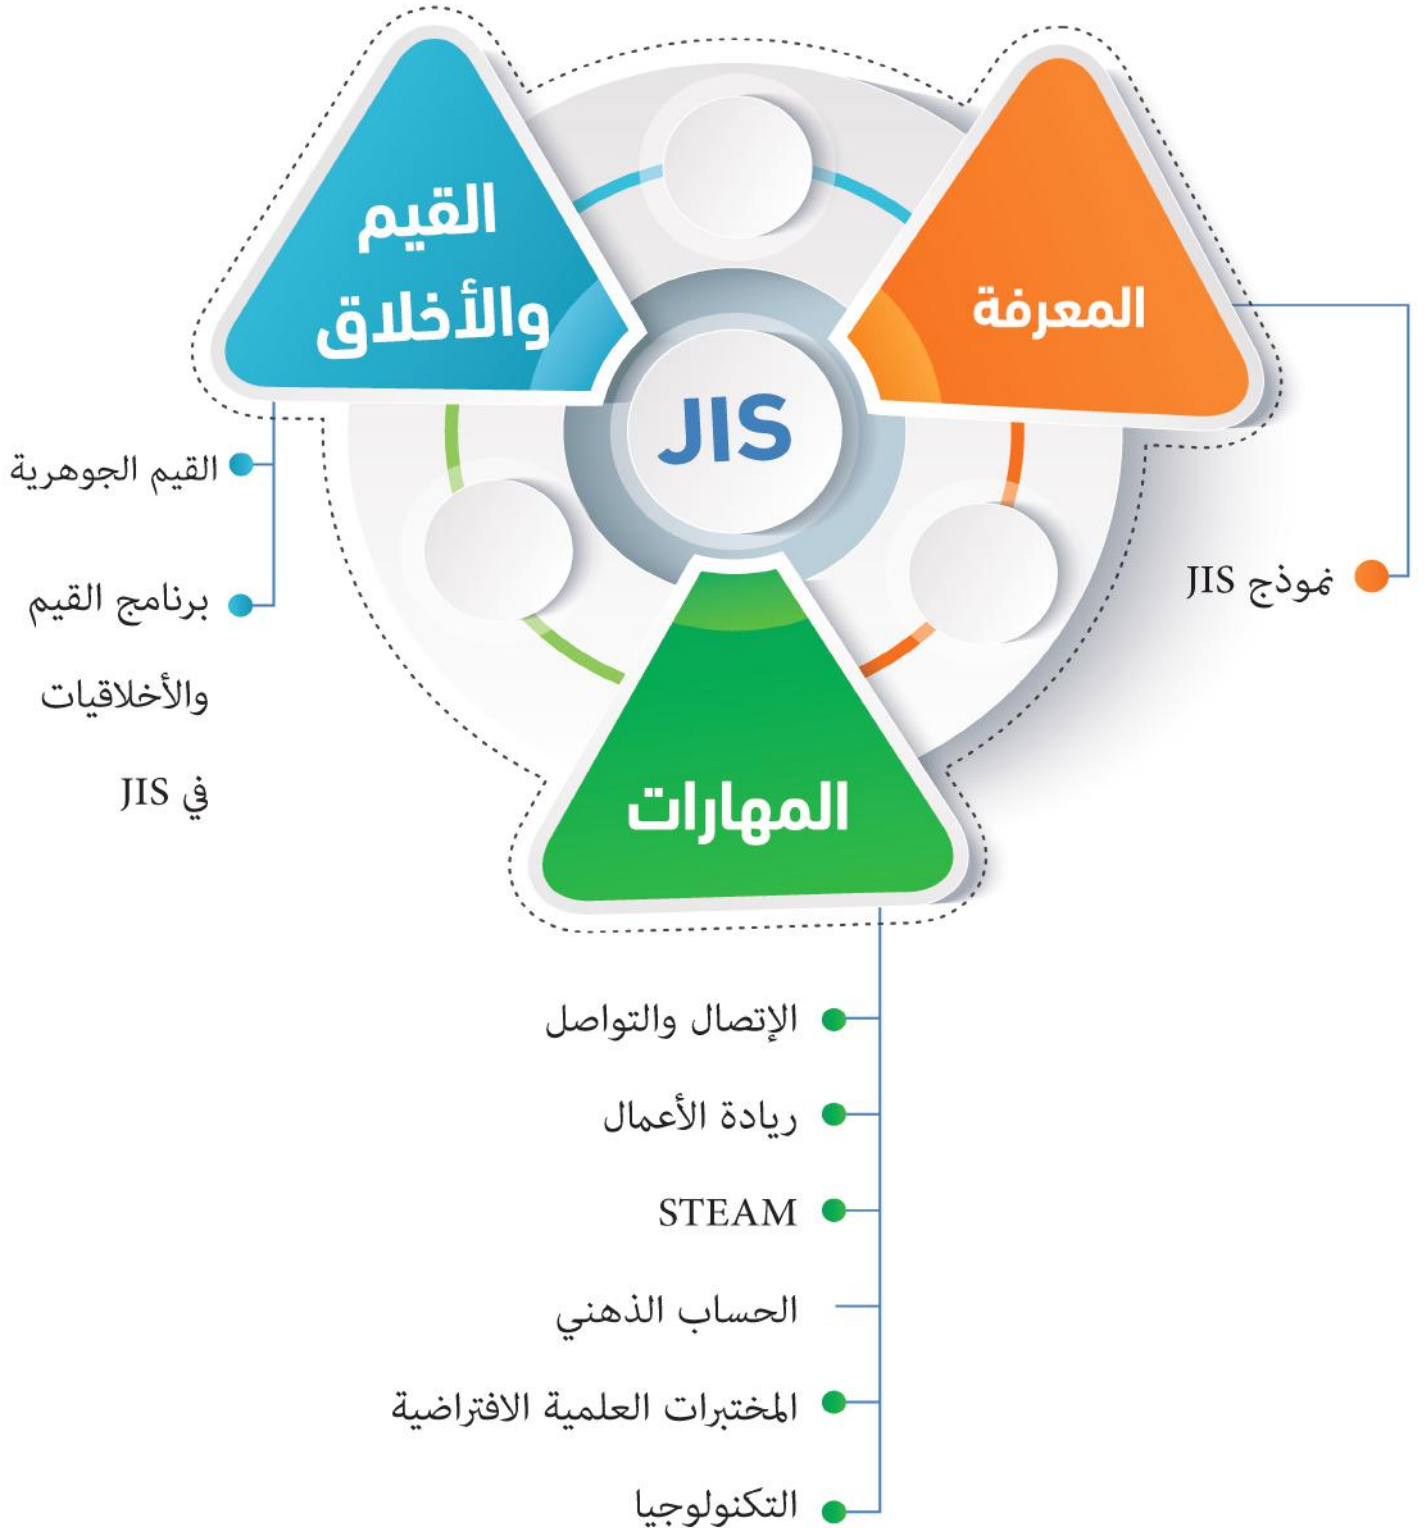 المعرفة
نموذج JIS
القيم
والأخلاق
القيم الجوهرية
برنامج القيم
والأخلاقيات
في JIS
JIS
المهارات
الإتصال والتواصل
ريادة الأعمال
STEAM
الحساب الذهني
المختبرات العلمية الافتراضية
التكنولوجيا